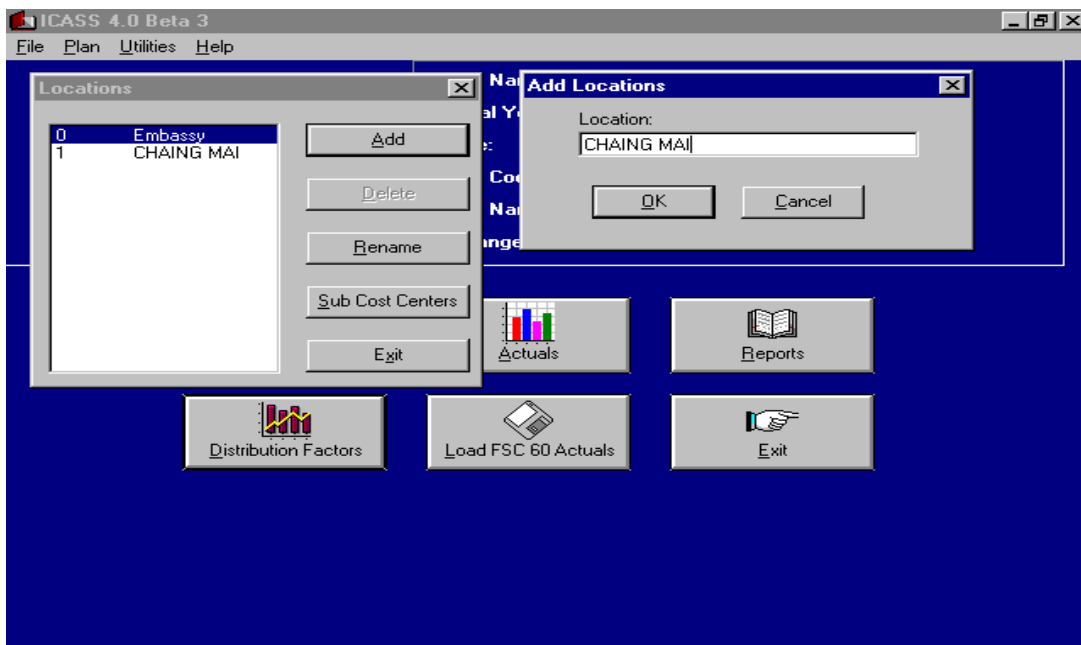 ICASS 4.0 Beta 3
File Plan Utilities Help
Locations
0 Embassy
1 CHAING MAI
Add
Delete
Rename
Sub Cost Centers
Exit
Add Locations
Location:
CHAING MAI
OK
Cancel
Actuals
Reports
Distribution Factors
Load FSC 60 Actuals
Exit